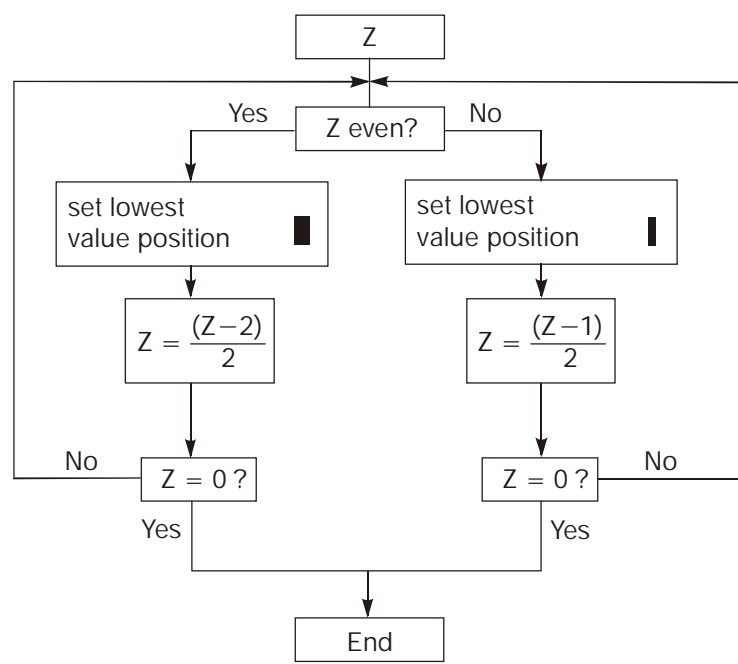 Z
Yes
No
Z even?
set lowest
value position
set lowest
value position
Z = (Z−2)/2
Z = (Z−1)/2
No
Z = 0 ?
Z = 0 ?
No
Yes
Yes
End